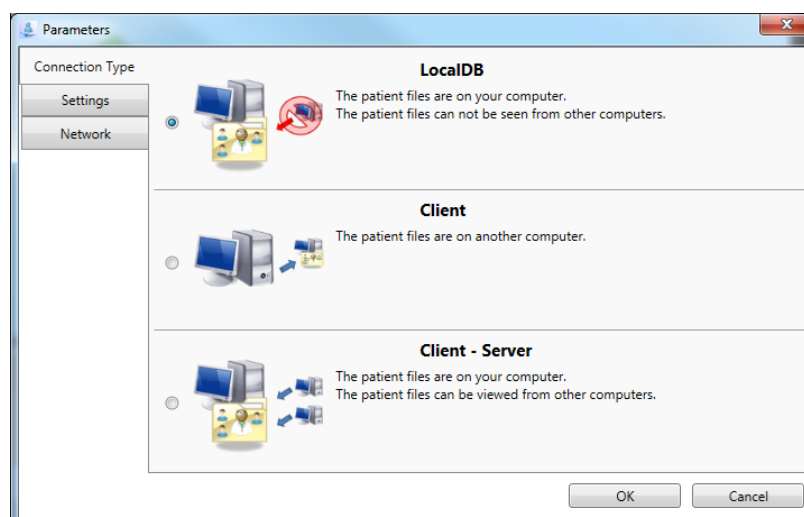 Parameters
Connection Type
Settings
Network
LocalDB
The patient files are on your computer.
The patient files can not be seen from other computers.
Client
The patient files are on another computer.
Client - Server
The patient files are on your computer.
The patient files can be viewed from other computers.
OK
Cancel